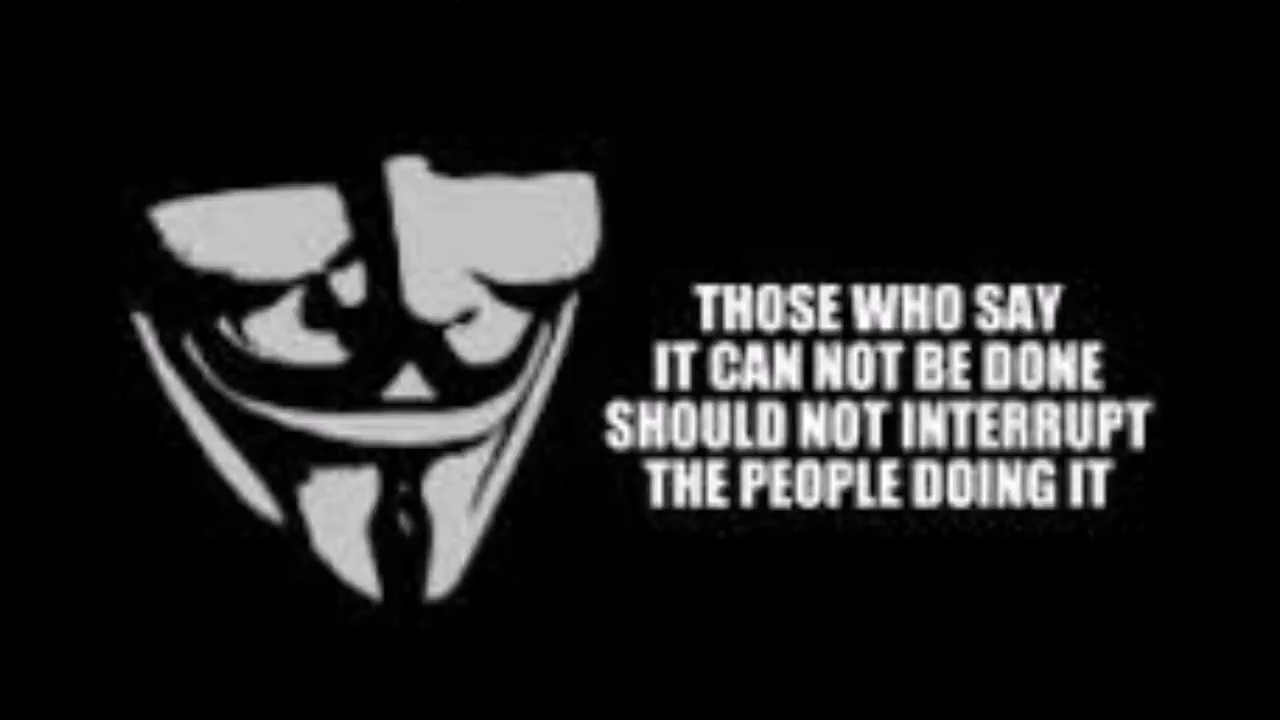 THOSE WHO SAY
IT CAN NOT BE DONE
SHOULD NOT INTERRUPT
THE PEOPLE DOING IT